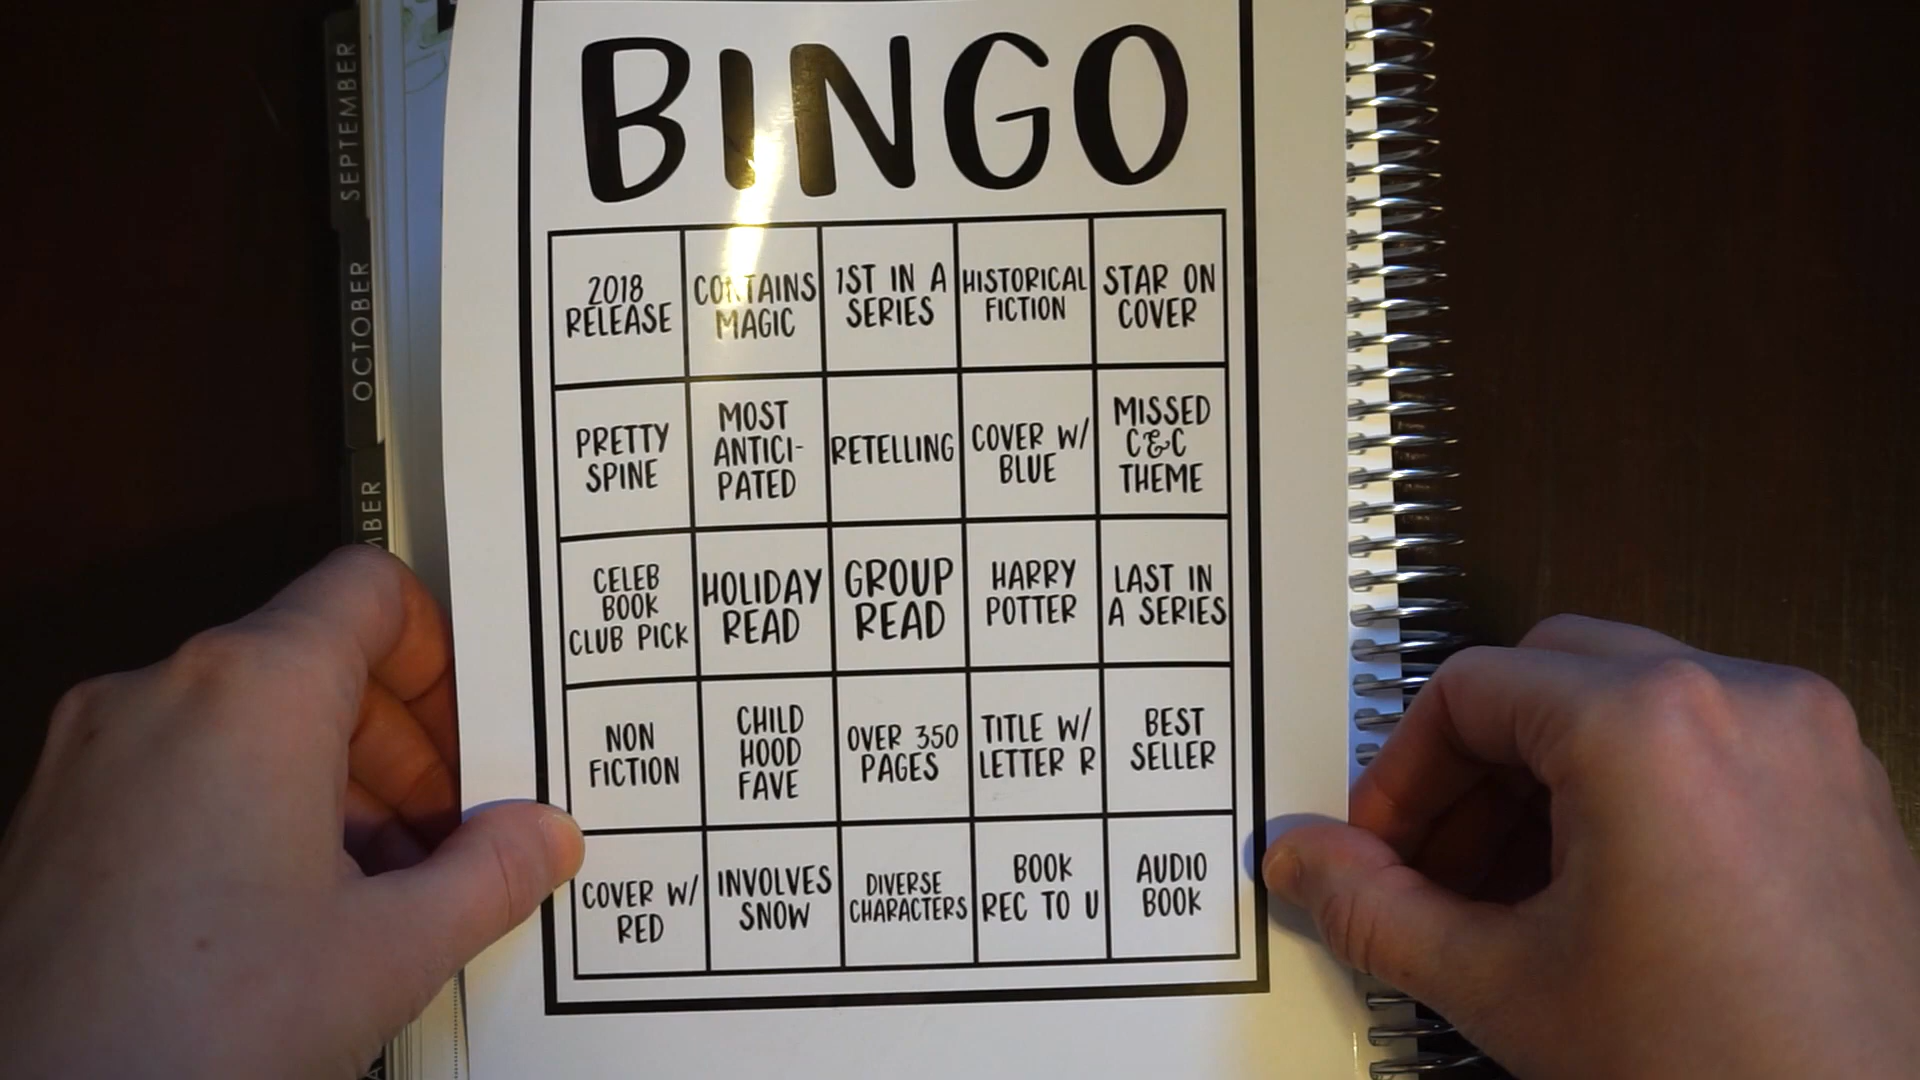 BINGO
2018
RELEASE
CONTAINS
MAGIC
1ST IN A
SERIES
HISTORICAL
FICTION
STAR ON
COVER
PRETTY
SPINE
MOST
ANTICI-
PATED
RETELLING
COVER W/
BLUE
MISSED
C&C
THEME
CELEB
BOOK
CLUB PICK
HOLIDAY
READ
GROUP
READ
HARRY
POTTER
LAST IN
A SERIES
NON
FICTION
CHILD
HOOD
FAVE
OVER 350
PAGES
TITLE W/
LETTER R
BEST
SELLER
COVER W/
RED
INVOLVES
SNOW
DIVERSE
CHARACTERS
BOOK
REC TO U
AUDIO
BOOK
SEPTEMBER
OCTOBER